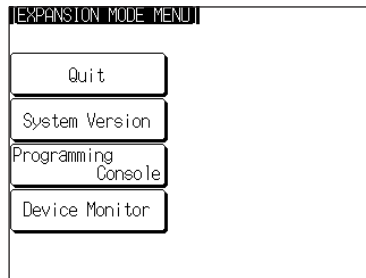 [EXPANSION MODE MENU]
Quit
System Version
Programming
Console
Device Monitor